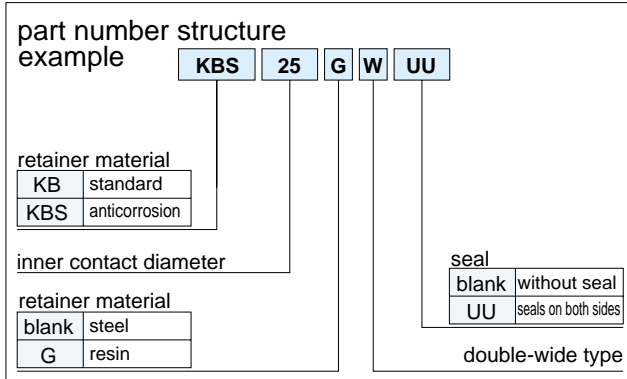 part number structure
example
KBS 25 G W UU
retainer material
KB standard
KBS anticorrosion
inner contact diameter
retainer material
blank steel
G resin
seal
blank without seal
UU seals on both sides
double-wide type